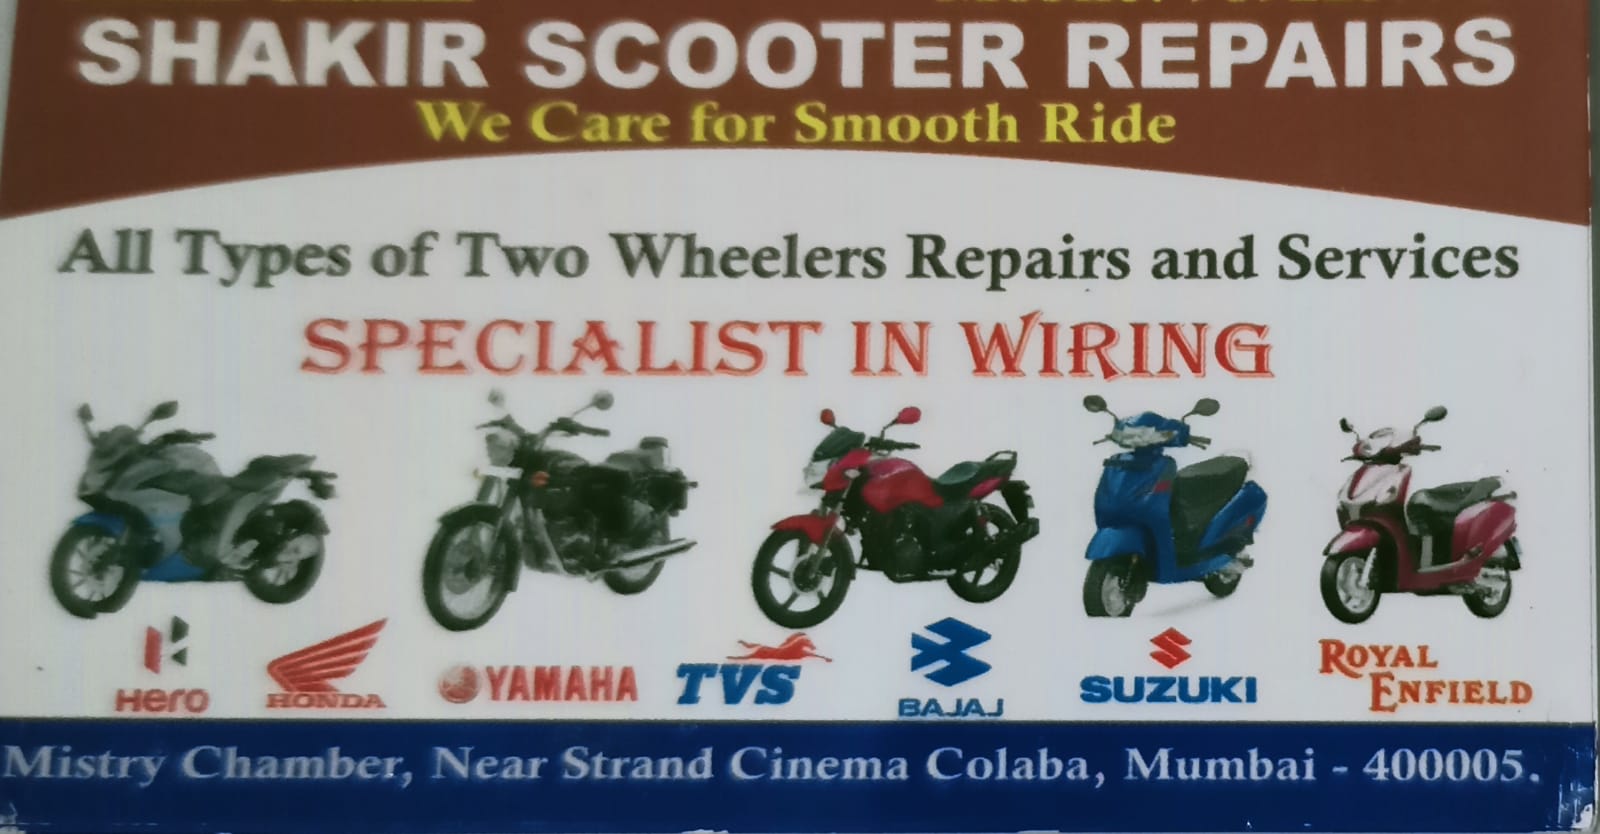 SHAKIR SCOOTER REPAIRS
We Care for Smooth Ride
All Types of Two Wheelers Repairs and Services
SPECIALIST IN WIRING
Hero HONDA YAMAHA TVS BAJAJ SUZUKI ROYAL ENFIELD
Mistry Chamber, Near Strand Cinema Colaba, Mumbai - 400005.